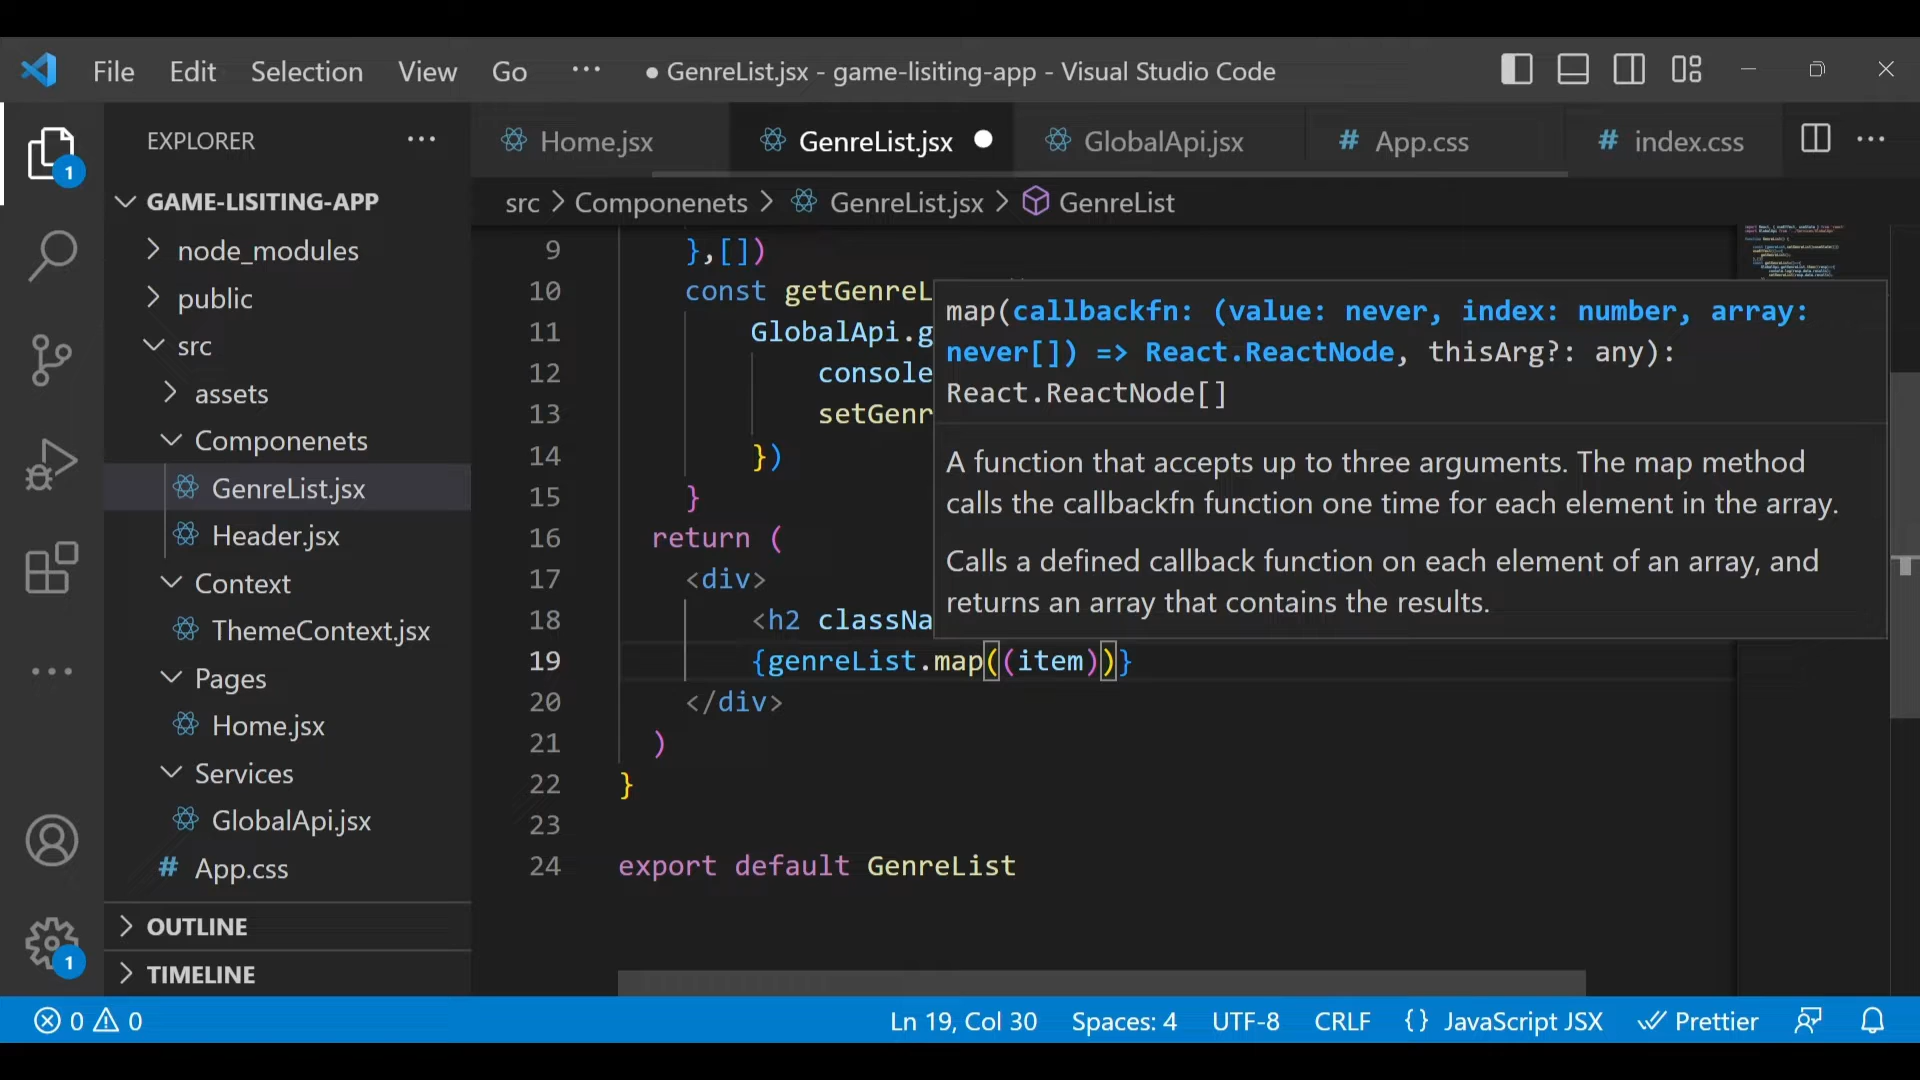 File Edit Selection View Go ··· ● GenreList.jsx - game-lisiting-app - Visual Studio Code
EXPLORER ···
Home.jsx GenreList.jsx ● GlobalApi.jsx # App.css # index.css ···
1
GAME-LISITING-APP
src > Componenets > GenreList.jsx > GenreList
node_modules
public
src
assets
Componenets
GenreList.jsx
Header.jsx
Context
ThemeContext.jsx
Pages
Home.jsx
Services
GlobalApi.jsx
# App.css
OUTLINE
TIMELINE
1
9 },[])
10 const getGenreL
11 GlobalApi.g
12 console
13 setGenr
14 })
15 }
16 return (
17 <div>
18 <h2 classNa
19 {genreList.map((item))}
20 </div>
21 )
22 }
23
24 export default GenreList
map(callbackfn: (value: never, index: number, array:
never[]) => React.ReactNode, thisArg?: any):
React.ReactNode[]
A function that accepts up to three arguments. The map method
calls the callbackfn function one time for each element in the array.
Calls a defined callback function on each element of an array, and
returns an array that contains the results.
0 0 Ln 19, Col 30 Spaces: 4 UTF-8 CRLF {} JavaScript JSX Prettier